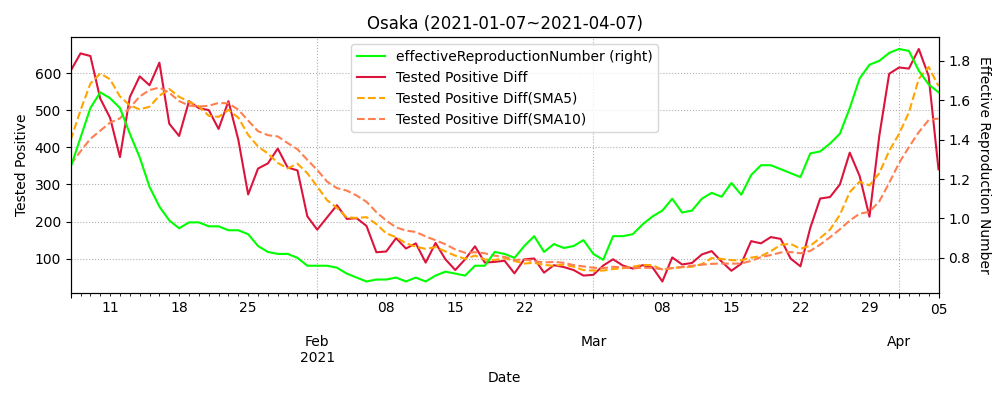 Osaka (2021-01-07~2021-04-07)
effectiveReproductionNumber (right)
Tested Positive Diff
Tested Positive Diff(SMA5)
Tested Positive Diff(SMA10)
Tested Positive
600
500
400
300
200
100
1.8
1.6
1.4
1.2
1.0
0.8
Effective Reproduction Number
11 18 25 08 15 22 08 15 22 29 05
Feb Mar Apr
2021
Date